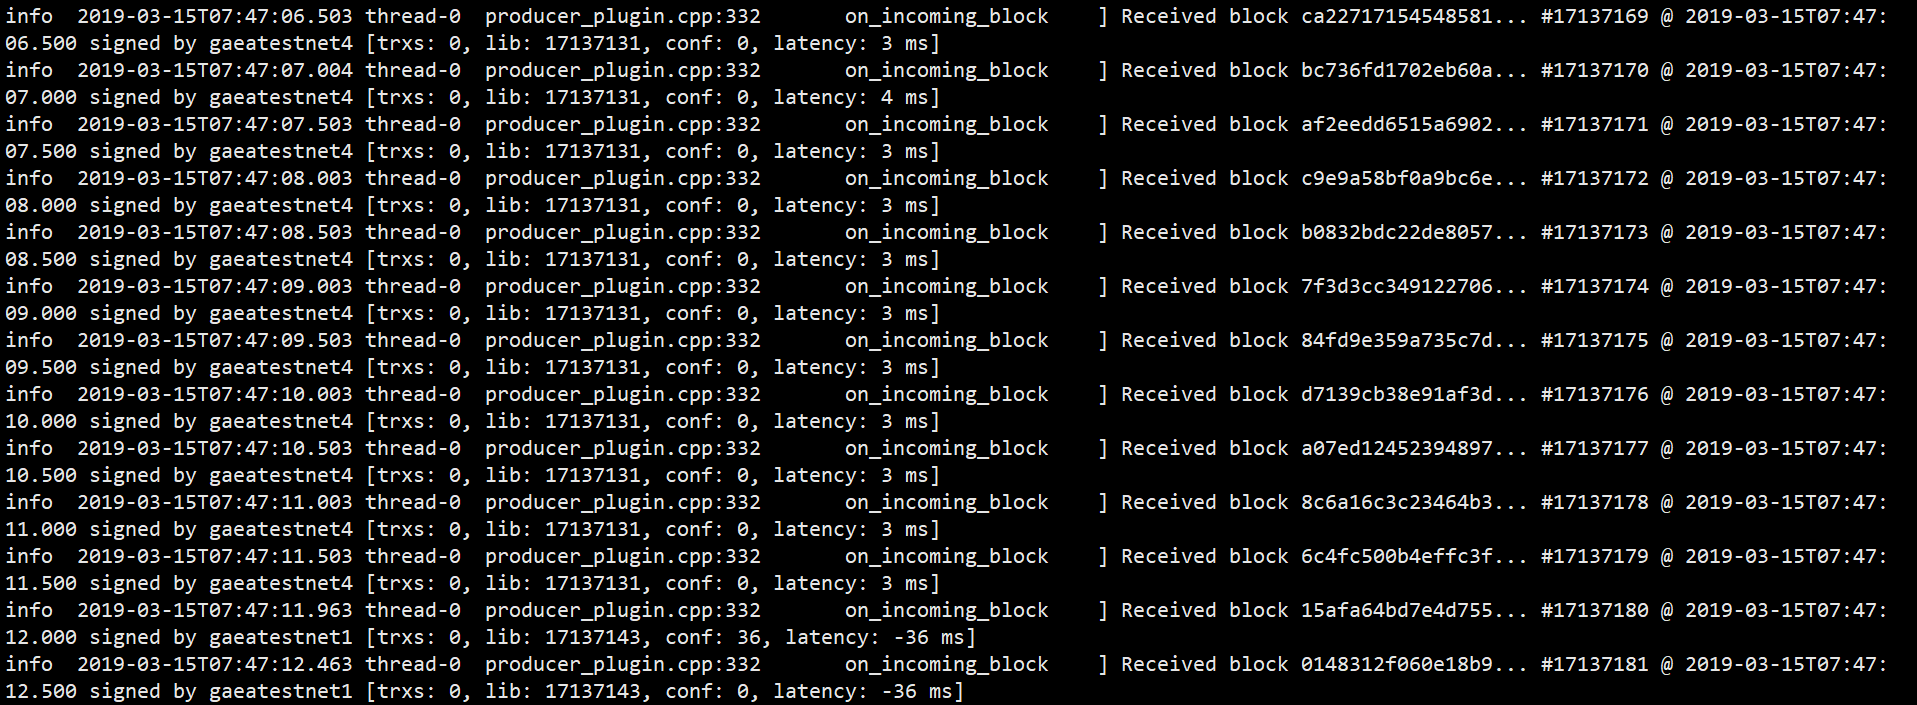 info  2019-03-15T07:47:06.503 thread-0  producer_plugin.cpp:332       on_incoming_block    ] Received block ca22717154548581... #17137169 @ 2019-03-15T07:47:
06.500 signed by gaeatestnet4 [trxs: 0, lib: 17137131, conf: 0, latency: 3 ms]
info  2019-03-15T07:47:07.004 thread-0  producer_plugin.cpp:332       on_incoming_block    ] Received block bc736fd1702eb60a... #17137170 @ 2019-03-15T07:47:
07.000 signed by gaeatestnet4 [trxs: 0, lib: 17137131, conf: 0, latency: 4 ms]
info  2019-03-15T07:47:07.503 thread-0  producer_plugin.cpp:332       on_incoming_block    ] Received block af2eedd6515a6902... #17137171 @ 2019-03-15T07:47:
07.500 signed by gaeatestnet4 [trxs: 0, lib: 17137131, conf: 0, latency: 3 ms]
info  2019-03-15T07:47:08.003 thread-0  producer_plugin.cpp:332       on_incoming_block    ] Received block c9e9a58bf0a9bc6e... #17137172 @ 2019-03-15T07:47:
08.000 signed by gaeatestnet4 [trxs: 0, lib: 17137131, conf: 0, latency: 3 ms]
info  2019-03-15T07:47:08.503 thread-0  producer_plugin.cpp:332       on_incoming_block    ] Received block b0832bdc22de8057... #17137173 @ 2019-03-15T07:47:
08.500 signed by gaeatestnet4 [trxs: 0, lib: 17137131, conf: 0, latency: 3 ms]
info  2019-03-15T07:47:09.003 thread-0  producer_plugin.cpp:332       on_incoming_block    ] Received block 7f3d3cc349122706... #17137174 @ 2019-03-15T07:47:
09.000 signed by gaeatestnet4 [trxs: 0, lib: 17137131, conf: 0, latency: 3 ms]
info  2019-03-15T07:47:09.503 thread-0  producer_plugin.cpp:332       on_incoming_block    ] Received block 84fd9e359a735c7d... #17137175 @ 2019-03-15T07:47:
09.500 signed by gaeatestnet4 [trxs: 0, lib: 17137131, conf: 0, latency: 3 ms]
info  2019-03-15T07:47:10.003 thread-0  producer_plugin.cpp:332       on_incoming_block    ] Received block d7139cb38e91af3d... #17137176 @ 2019-03-15T07:47:
10.000 signed by gaeatestnet4 [trxs: 0, lib: 17137131, conf: 0, latency: 3 ms]
info  2019-03-15T07:47:10.503 thread-0  producer_plugin.cpp:332       on_incoming_block    ] Received block a07ed12452394897... #17137177 @ 2019-03-15T07:47:
10.500 signed by gaeatestnet4 [trxs: 0, lib: 17137131, conf: 0, latency: 3 ms]
info  2019-03-15T07:47:11.003 thread-0  producer_plugin.cpp:332       on_incoming_block    ] Received block 8c6a16c3c23464b3... #17137178 @ 2019-03-15T07:47:
11.000 signed by gaeatestnet4 [trxs: 0, lib: 17137131, conf: 0, latency: 3 ms]
info  2019-03-15T07:47:11.503 thread-0  producer_plugin.cpp:332       on_incoming_block    ] Received block 6c4fc500b4effc3f... #17137179 @ 2019-03-15T07:47:
11.500 signed by gaeatestnet4 [trxs: 0, lib: 17137131, conf: 0, latency: 3 ms]
info  2019-03-15T07:47:11.963 thread-0  producer_plugin.cpp:332       on_incoming_block    ] Received block 15afa64bd7e4d755... #17137180 @ 2019-03-15T07:47:
12.000 signed by gaeatestnet1 [trxs: 0, lib: 17137143, conf: 36, latency: -36 ms]
info  2019-03-15T07:47:12.463 thread-0  producer_plugin.cpp:332       on_incoming_block    ] Received block 0148312f060e18b9... #17137181 @ 2019-03-15T07:47:
12.500 signed by gaeatestnet1 [trxs: 0, lib: 17137143, conf: 0, latency: -36 ms]